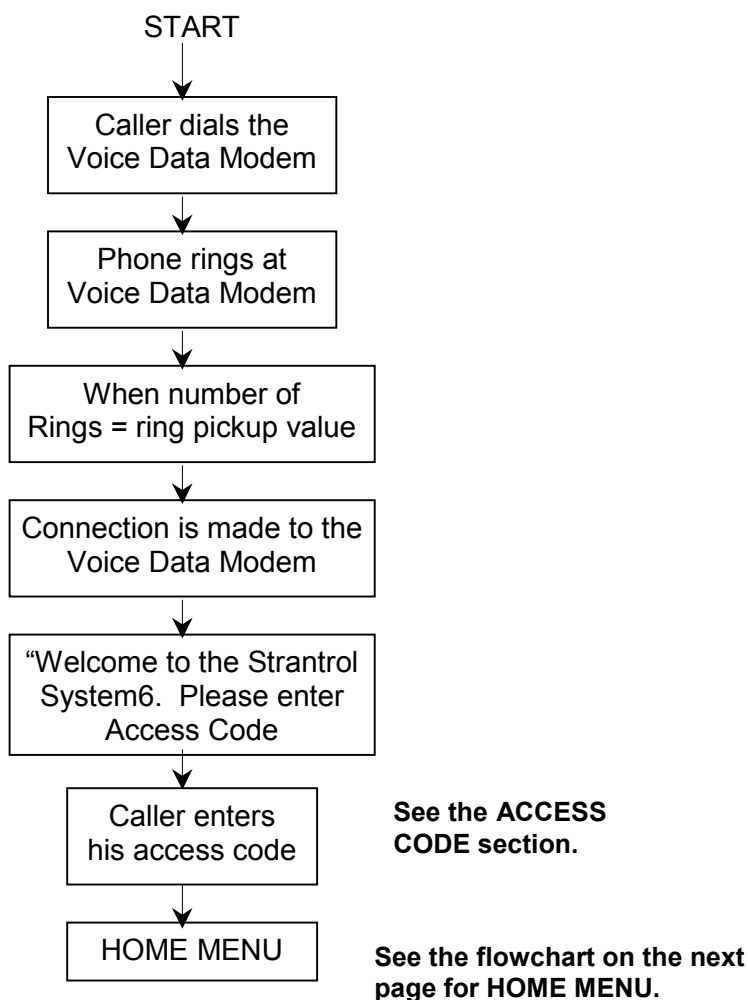 START
Caller dials the
Voice Data Modem
Phone rings at
Voice Data Modem
When number of
Rings = ring pickup value
Connection is made to the
Voice Data Modem
“Welcome to the Strantrol
System6. Please enter
Access Code
Caller enters
his access code
See the ACCESS
CODE section.
HOME MENU
See the flowchart on the next
page for HOME MENU.